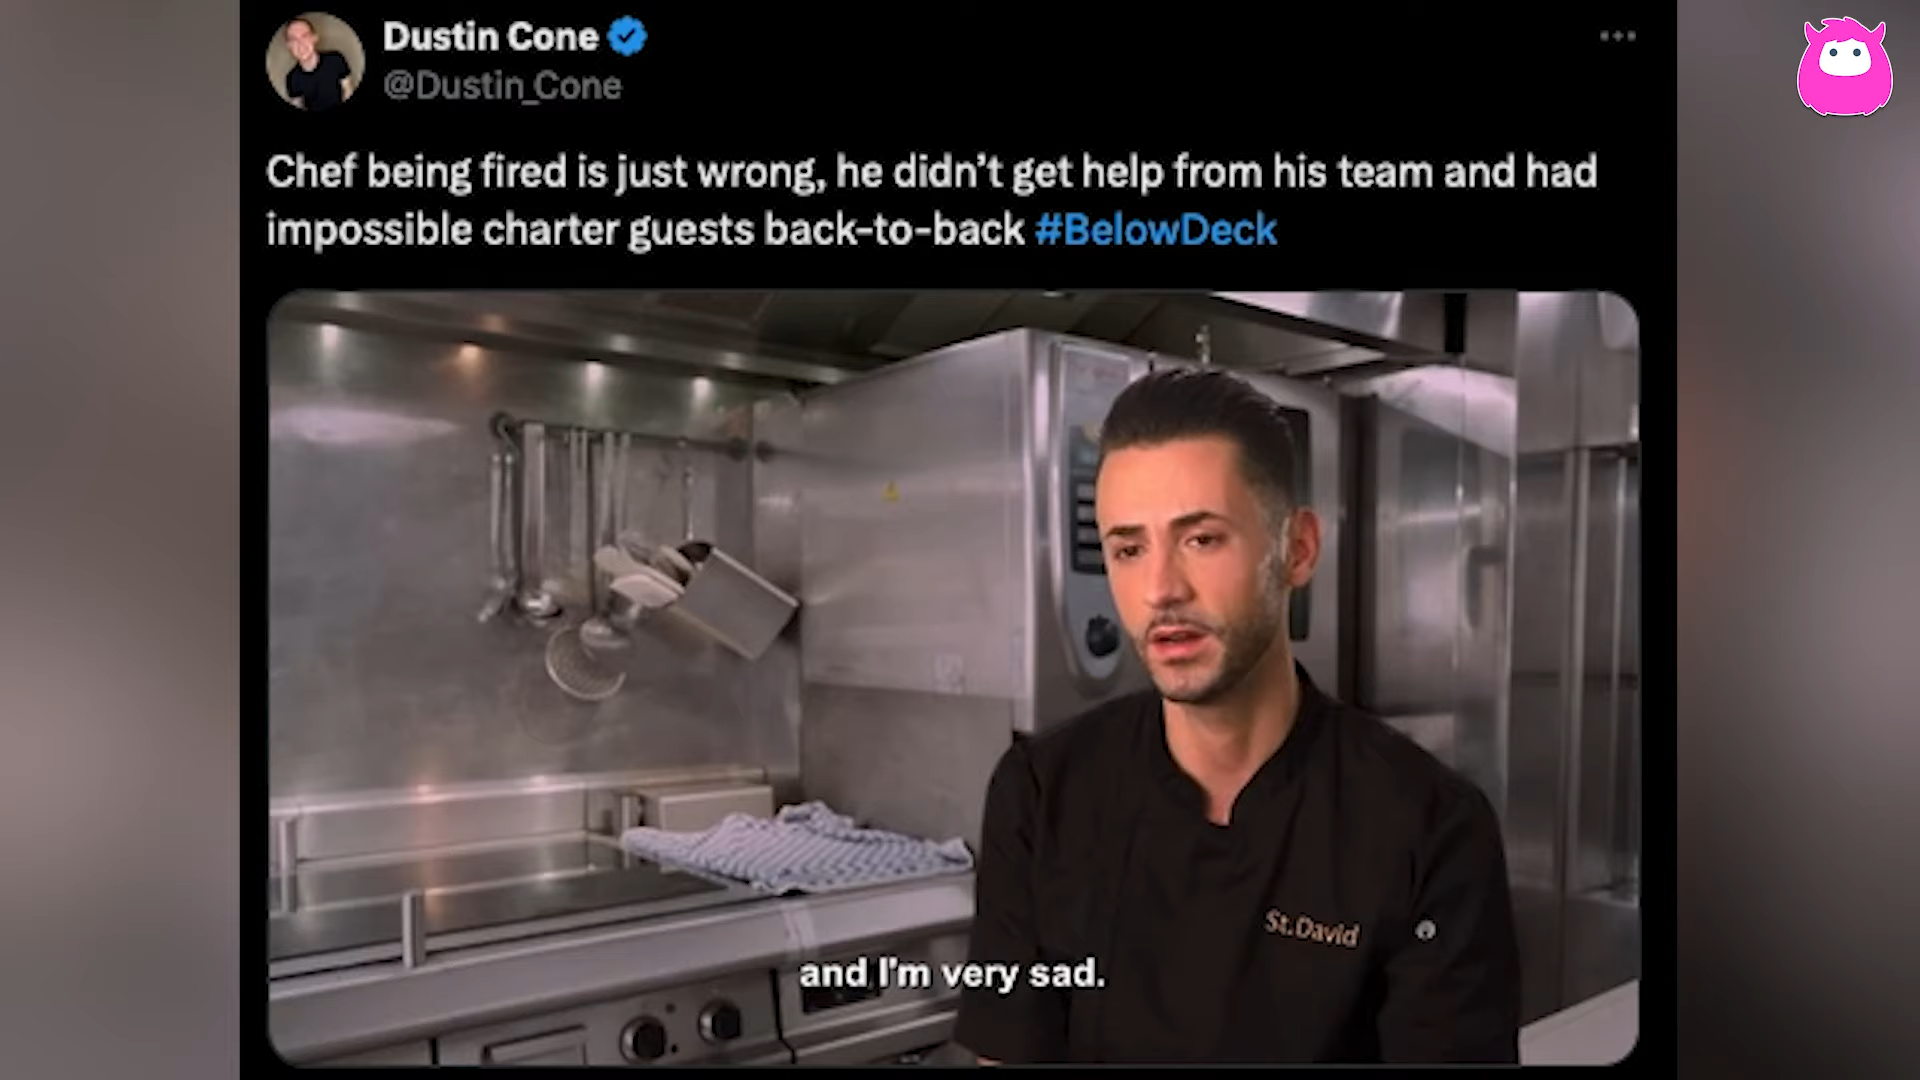 Dustin Cone
@Dustin_Cone
Chef being fired is just wrong, he didn't get help from his team and had
impossible charter guests back-to-back #BelowDeck
St. David
and I'm very sad.